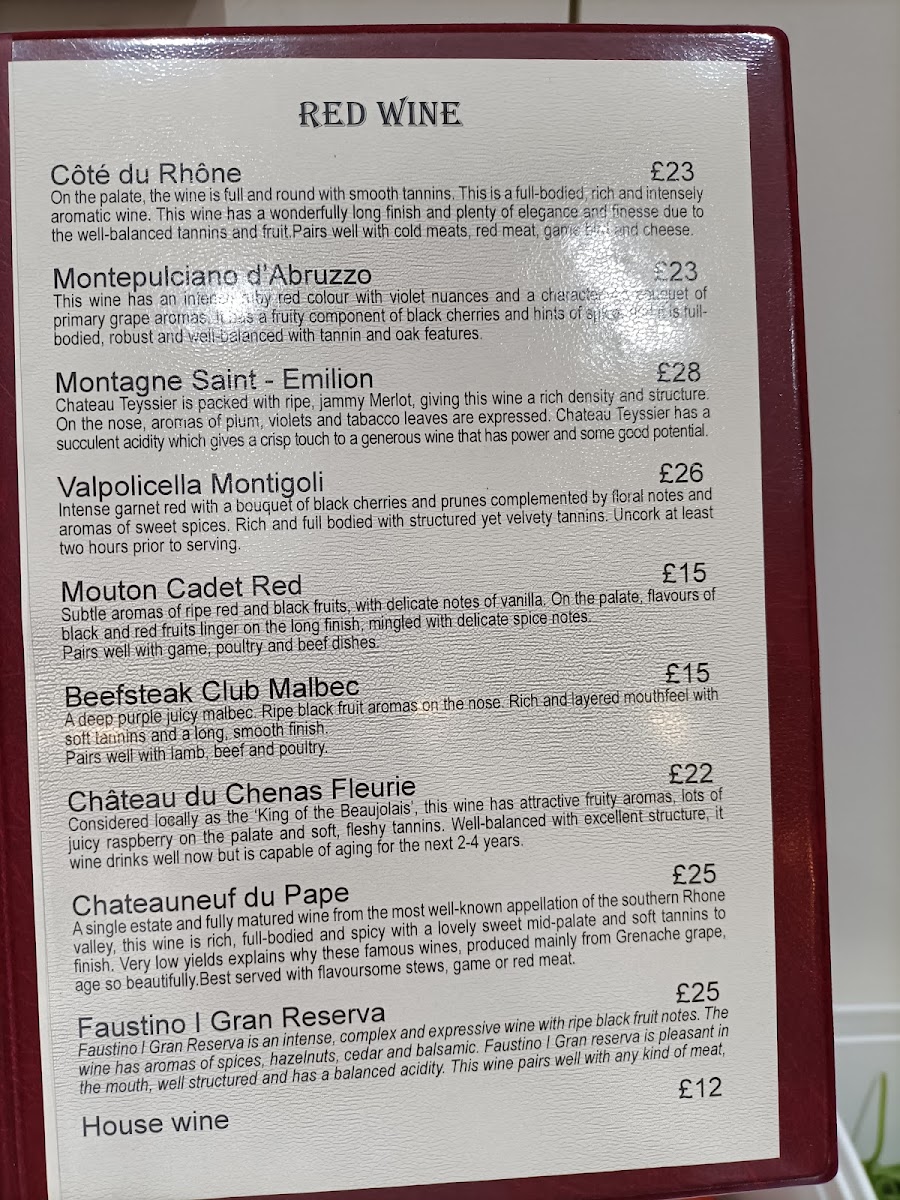 RED WINE
Côté du Rhône £23
On the palate, the wine is full and round with smooth tannins. This is a full-bodied, rich and intensely
aromatic wine. This wine has a wonderfully long finish and plenty of elegance and finesse due to
the well-balanced tannins and fruit.Pairs well with cold meats, red meat, game and cheese.
Montepulciano d'Abruzzo £23
This wine has an intense ruby red colour with violet nuances and a bouquet of
primary grape aromas. It has a fruity component of black cherries and hints of spice. is full-
bodied, robust and well-balanced with tannin and oak features.
Montagne Saint - Emilion £28
Chateau Teyssier is packed with ripe, jammy Merlot, giving this wine a rich density and structure.
On the nose, aromas of plum, violets and tabacco leaves are expressed. Chateau Teyssier has a
succulent acidity which gives a crisp touch to a generous wine that has power and some good potential.
Valpolicella Montigoli £26
Intense garnet red with a bouquet of black cherries and prunes complemented by floral notes and
aromas of sweet spices. Rich and full bodied with structured yet velvety tannins. Uncork at least
two hours prior to serving.
Mouton Cadet Red £15
Subtle aromas of ripe red and black fruits, with delicate notes of vanilla. On the palate, flavours of
black and red fruits linger on the long finish, mingled with delicate spice notes.
Pairs well with game, poultry and beef dishes.
Beefsteak Club Malbec £15
A deep purple juicy malbec. Ripe black fruit aromas on the nose. Rich and layered mouthfeel with
soft tannins and a long, smooth finish.
Pairs well with lamb, beef and poultry.
Château du Chenas Fleurie £22
Considered locally as the 'King of the Beaujolais', this wine has attractive fruity aromas, lots of
juicy raspberry on the palate and soft, fleshy tannins. Well-balanced with excellent structure, it
wine drinks well now but is capable of aging for the next 2-4 years.
Chateauneuf du Pape £25
A single estate and fully matured wine from the most well-known appellation of the southern Rhone
valley, this wine is rich, full-bodied and spicy with a lovely sweet mid-palate and soft tannins to
finish. Very low yields explains why these famous wines, produced mainly from Grenache grape,
age so beautifully.Best served with flavoursome stews, game or red meat.
Faustino I Gran Reserva £25
Faustino I Gran Reserva is an intense, complex and expressive wine with ripe black fruit notes. The
wine has aromas of spices, hazelnuts, cedar and balsamic. Faustino I Gran reserva is pleasant in
the mouth, well structured and has a balanced acidity. This wine pairs well with any kind of meat,
House wine £12